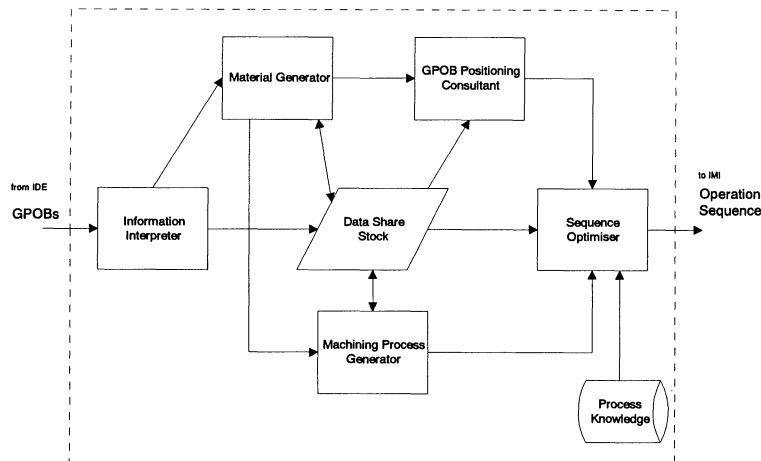 Material Generator
GPOB Positioning
Consultant
from IDE
GPOBs
Information
Interpreter
Data Share
Stock
Sequence
Optimiser
to IMI
Operation
Sequence
Machining Process
Generator
Process
Knowledge